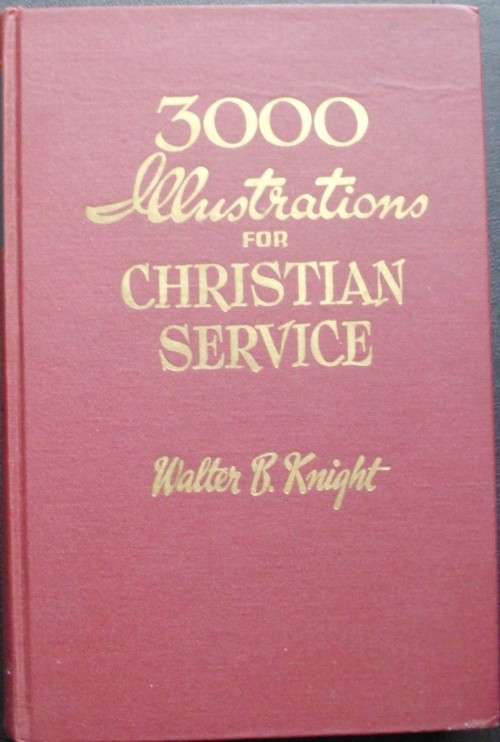 3000
Illustrations
FOR
CHRISTIAN
SERVICE
Walter B. Knight